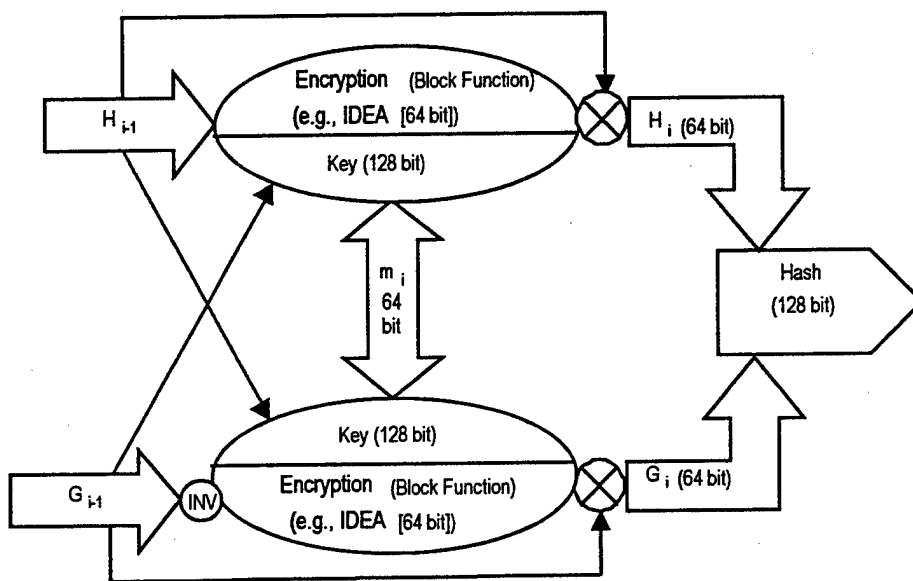 Encryption (Block Function)
(e.g., IDEA [64 bit])
H i-1
H i (64 bit)
Key (128 bit)
m i
64
bit
Hash
(128 bit)
Key (128 bit)
G i-1
INV
Encryption (Block Function)
(e.g., IDEA [64 bit])
G i (64 bit)